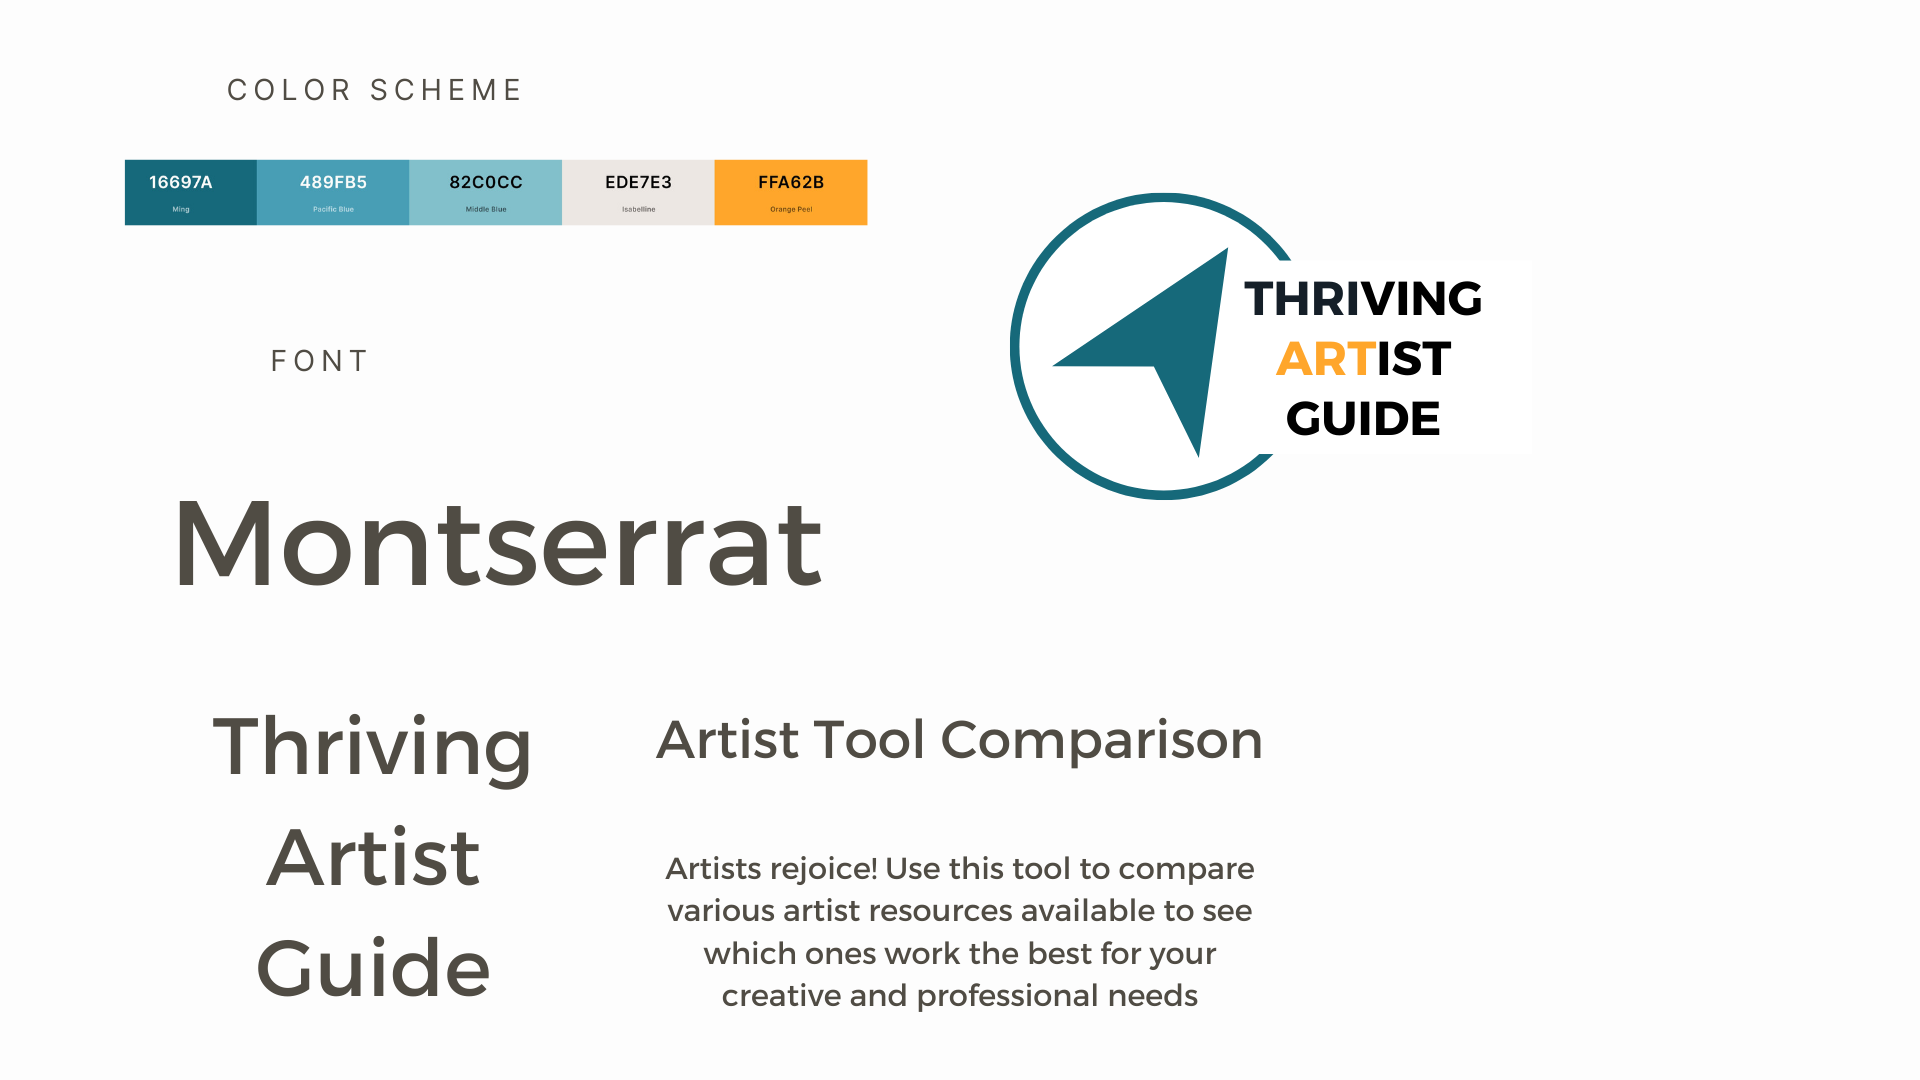 COLOR SCHEME
16697A
Ming
489FB5
Pacific Blue
82C0CC
Middle Blue
EDE7E3
Isabelline
FFA62B
Orange Peel
THRIVING
ARTIST
GUIDE
FONT
Montserrat
Thriving
Artist
Guide
Artist Tool Comparison
Artists rejoice! Use this tool to compare
various artist resources available to see
which ones work the best for your
creative and professional needs